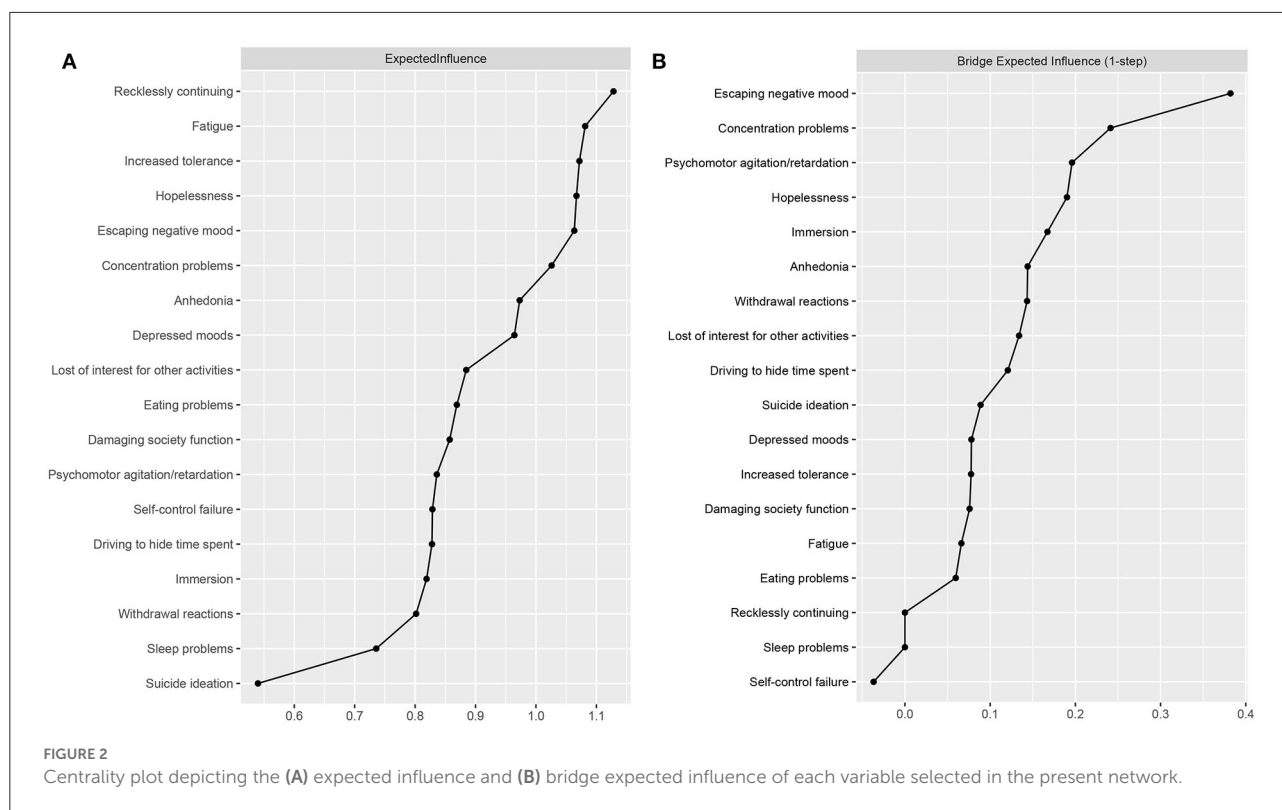 A
ExpectedInfluence
Recklessly continuing
Fatigue
Increased tolerance
Hopelessness
Escaping negative mood
Concentration problems
Anhedonia
Depressed moods
Lost of interest for other activities
Eating problems
Damaging society function
Psychomotor agitation/retardation
Self-control failure
Driving to hide time spent
Immersion
Withdrawal reactions
Sleep problems
Suicide ideation
0.6 0.7 0.8 0.9 1.0 1.1
B
Bridge Expected Influence (1-step)
Escaping negative mood
Concentration problems
Psychomotor agitation/retardation
Hopelessness
Immersion
Anhedonia
Withdrawal reactions
Lost of interest for other activities
Driving to hide time spent
Suicide ideation
Depressed moods
Increased tolerance
Damaging society function
Fatigue
Eating problems
Recklessly continuing
Sleep problems
Self-control failure
0.0 0.1 0.2 0.3 0.4
FIGURE 2
Centrality plot depicting the (A) expected influence and (B) bridge expected influence of each variable selected in the present network.